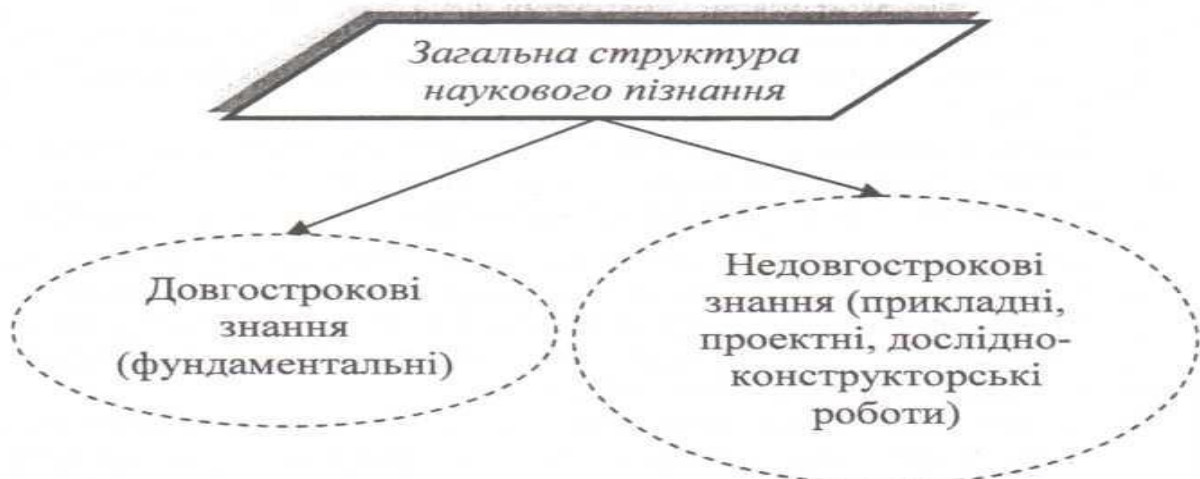 Загальна структура
наукового пізнання
Довгострокові
знання
(фундаментальні)
Недовгострокові
знання (прикладні,
проектні, дослідно-
конструкторські
роботи)